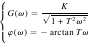 { G(ω) = K / √(1 + T²ω²)
φ(ω) = − arctan Tω